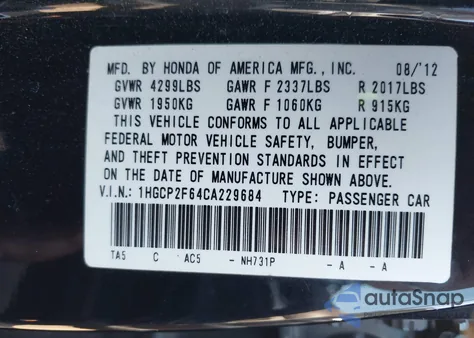 MFD. BY HONDA OF AMERICA MFG., INC. 08/'12
GVWR 4299LBS GAWR F 2337LBS R 2017LBS
GVWR 1950KG GAWR F 1060KG R 915KG
THIS VEHICLE CONFORMS TO ALL APPLICABLE
FEDERAL MOTOR VEHICLE SAFETY, BUMPER,
AND THEFT PREVENTION STANDARDS IN EFFECT
ON THE DATE OF MANUFACTURE SHOWN ABOVE.
V.I.N.: 1HGCP2F64CA229684 TYPE: PASSENGER CAR
TA5 C AC5 - NH731P - A - A
autoSnap